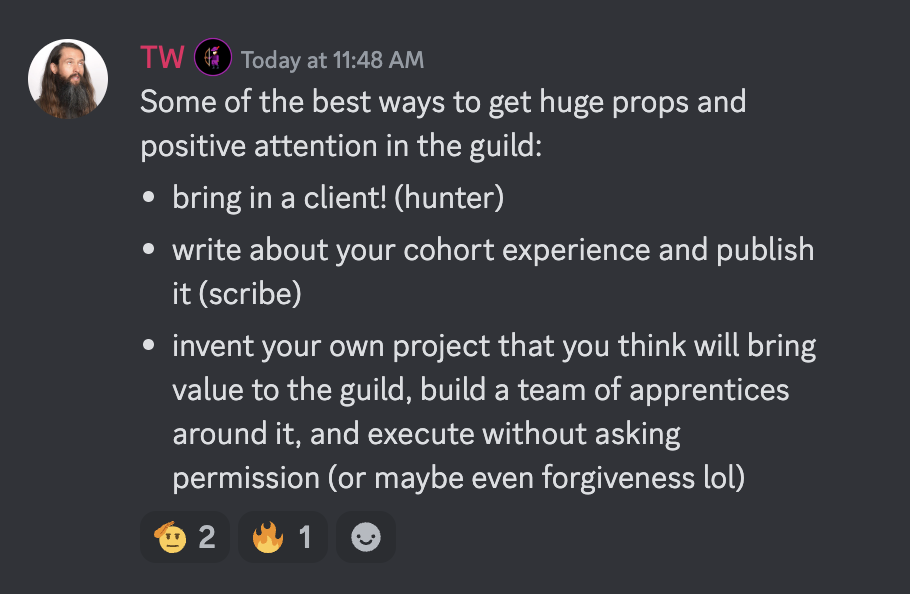 TW Today at 11:48 AM
Some of the best ways to get huge props and
positive attention in the guild:
• bring in a client! (hunter)
• write about your cohort experience and publish
it (scribe)
• invent your own project that you think will bring
value to the guild, build a team of apprentices
around it, and execute without asking
permission (or maybe even forgiveness lol)
2 1